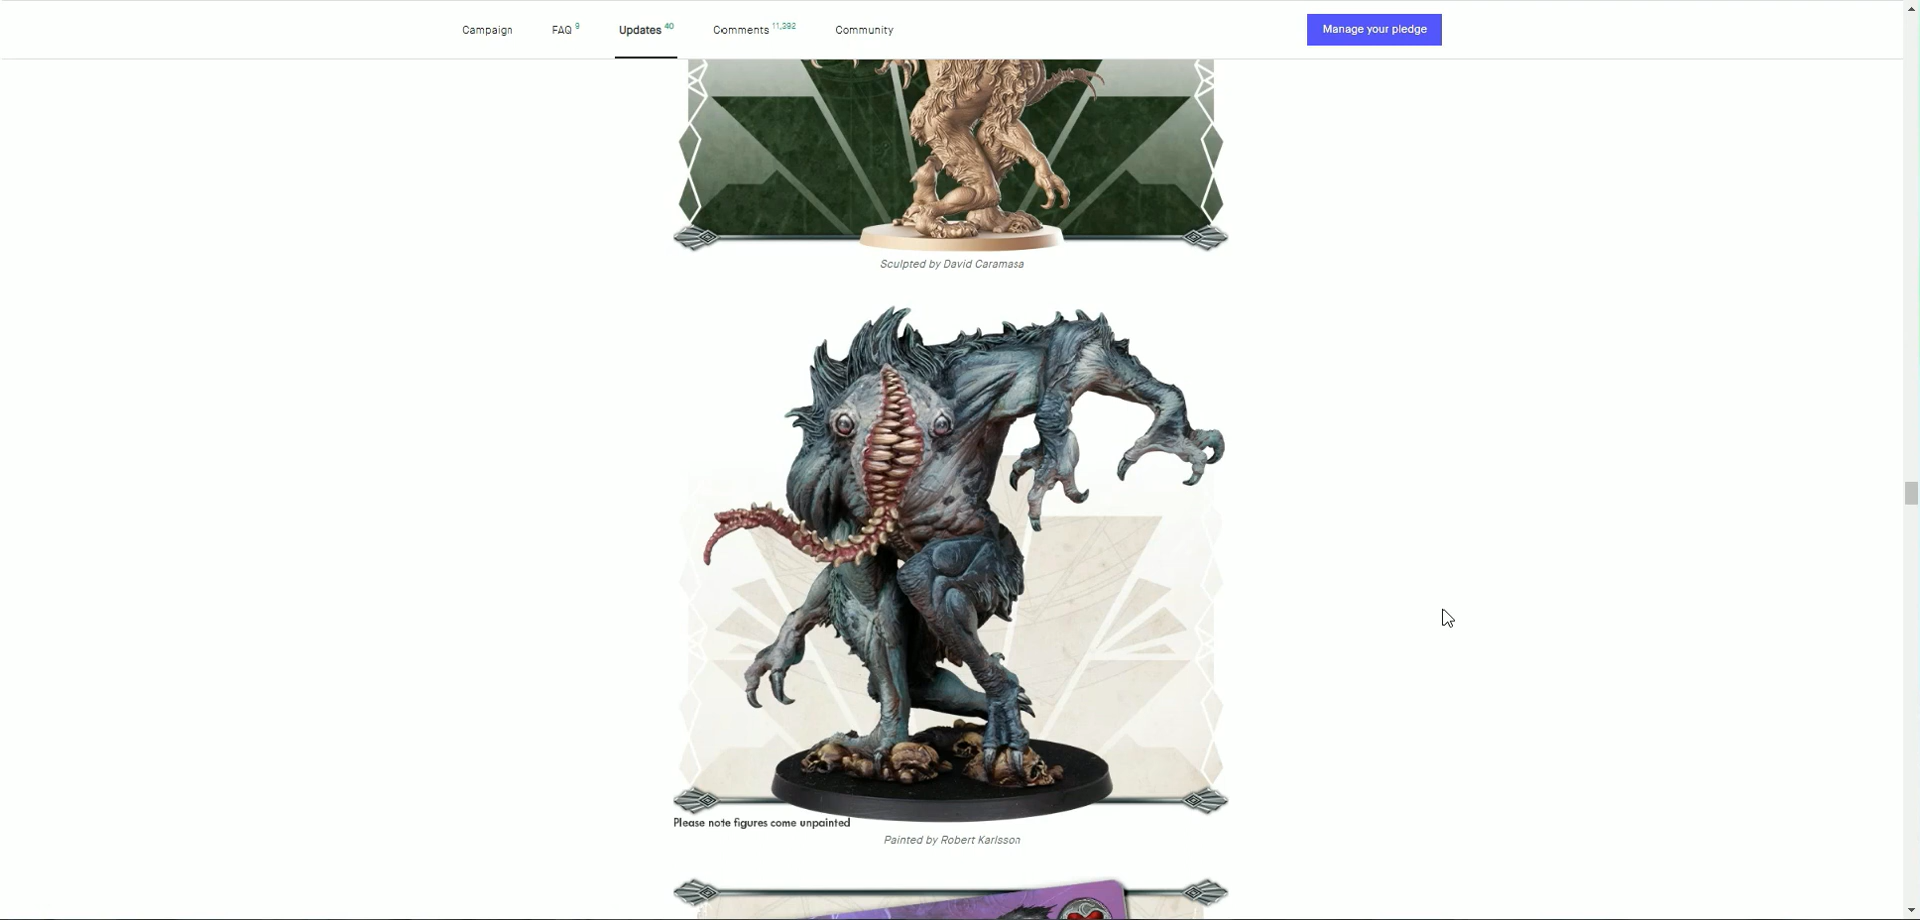 Campaign
FAQ 9
Updates 40
Comments 11,392
Community
Manage your pledge
Sculpted by David Caramasa
Please note figures come unpainted
Painted by Robert Karlsson